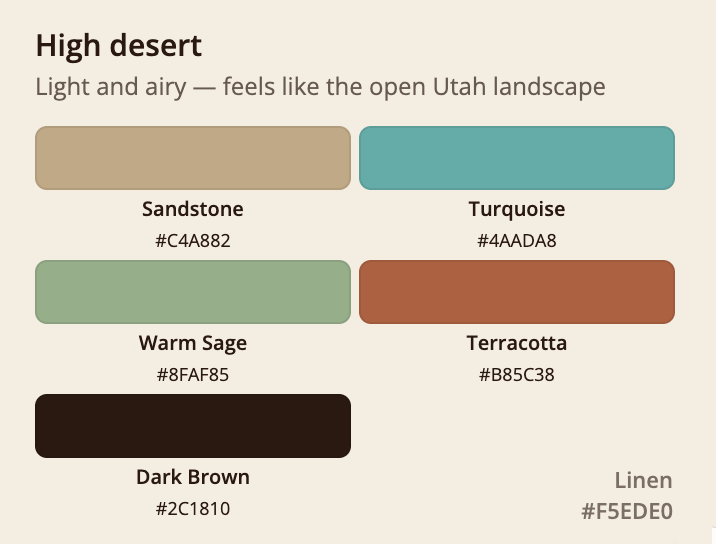 High desert
Light and airy — feels like the open Utah landscape
Sandstone
#C4A882
Turquoise
#4AADA8
Warm Sage
#8FAF85
Terracotta
#B85C38
Dark Brown
#2C1810
Linen
#F5EDE0